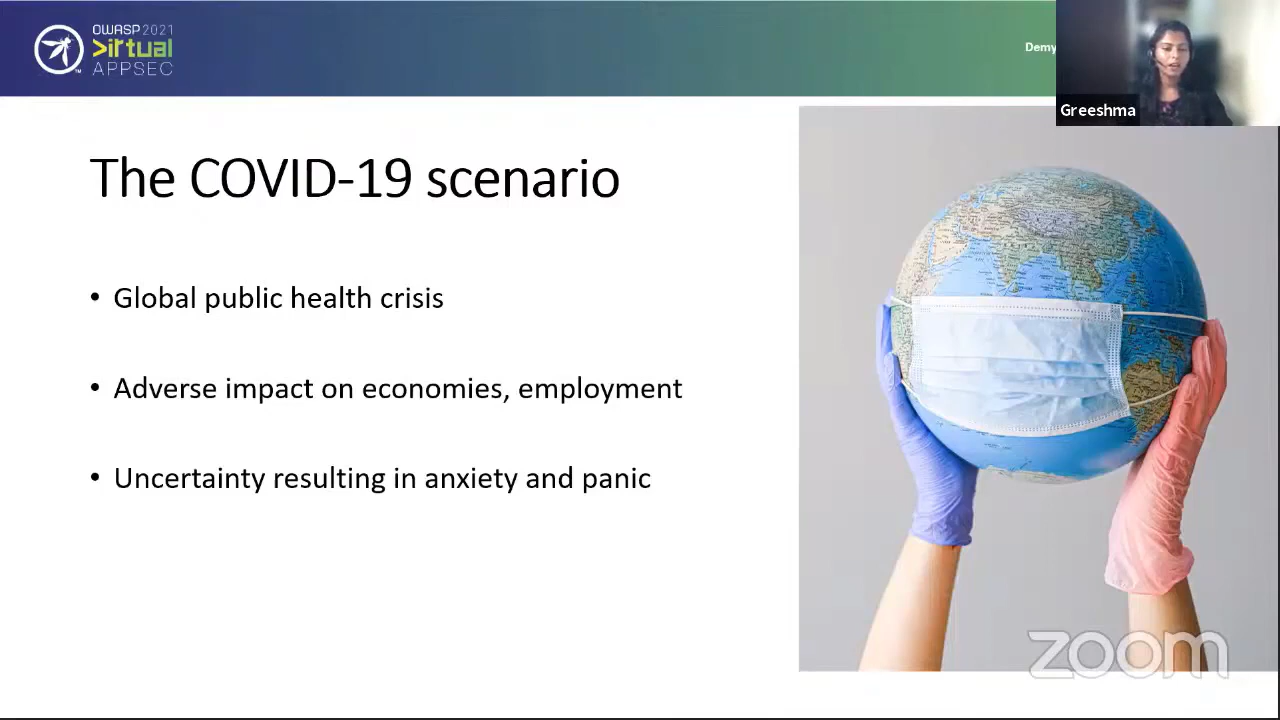 OWASP 2021
Virtual
APPSEC
Demy
Greeshma
The COVID-19 scenario
• Global public health crisis
• Adverse impact on economies, employment
• Uncertainty resulting in anxiety and panic
zoom